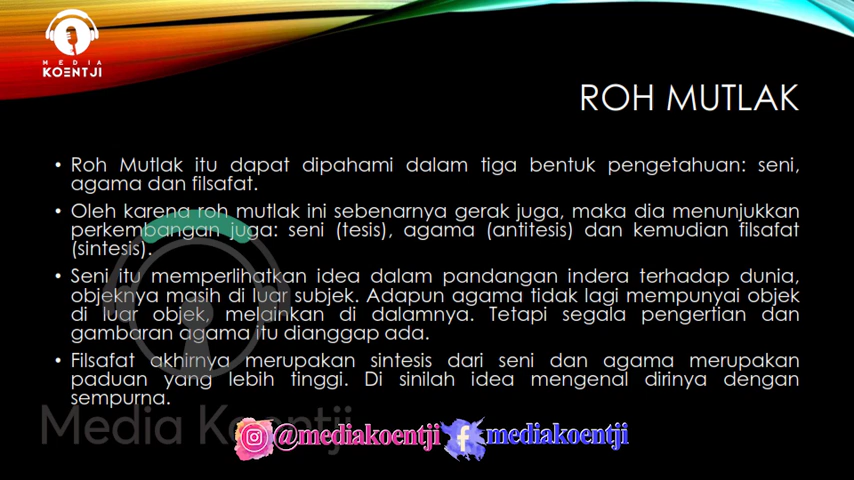 MEDIA
KOENTJI
ROH MUTLAK
• Roh Mutlak itu dapat dipahami dalam tiga bentuk pengetahuan: seni,
agama dan filsafat.
• Oleh karena roh mutlak ini sebenarnya gerak juga, maka dia menunjukkan
perkembangan juga: seni (tesis), agama (antitesis) dan kemudian filsafat
(sintesis).
• Seni itu memperlihatkan idea dalam pandangan indera terhadap dunia,
objeknya masih di luar subjek. Adapun agama tidak lagi mempunyai objek
di luar objek, melainkan di dalamnya. Tetapi segala pengertian dan
gambaran agama itu dianggap ada.
• Filsafat akhirnya merupakan sintesis dari seni dan agama merupakan
paduan yang lebih tinggi. Di sinilah idea mengenal dirinya dengan
sempurna.
Media Koentji
@mediakoentji mediakoentji